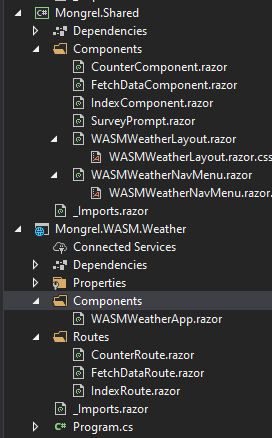 Mongrel.Shared
Dependencies
Components
CounterComponent.razor
FetchDataComponent.razor
IndexComponent.razor
SurveyPrompt.razor
WASMWeatherLayout.razor
WASMWeatherLayout.razor.css
WASMWeatherNavMenu.razor
WASMWeatherNavMenu.razor.
_Imports.razor
Mongrel.WASM.Weather
Connected Services
Dependencies
Properties
Components
WASMWeatherApp.razor
Routes
CounterRoute.razor
FetchDataRoute.razor
IndexRoute.razor
_Imports.razor
C# Program.cs